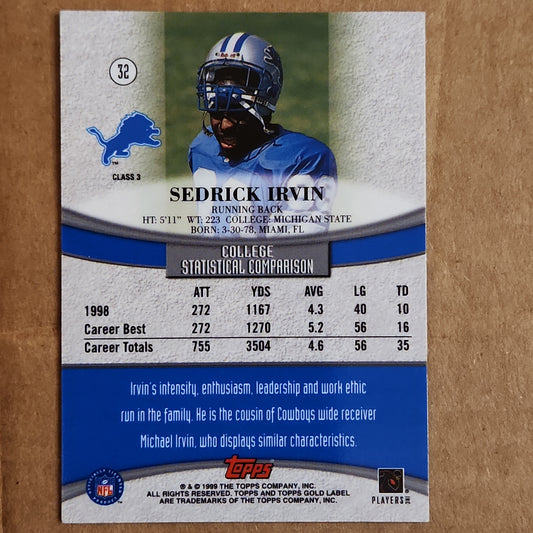 32
™
CLASS 3
SEDRICK IRVIN
RUNNING BACK
HT: 5'11" WT: 223 COLLEGE: MICHIGAN STATE
BORN: 3-30-78, MIAMI, FL
COLLEGE
STATISTICAL COMPARISON
ATT YDS AVG LG TD
1998 272 1167 4.3 40 10
Career Best 272 1270 5.2 56 16
Career Totals 755 3504 4.6 56 35
Irvin's intensity, enthusiasm, leadership and work ethic
run in the family. He is the cousin of Cowboys wide receiver
Michael Irvin, who displays similar characteristics.
NFL
TOPPS
® & © 1999 THE TOPPS COMPANY, INC.
ALL RIGHTS RESERVED. TOPPS AND TOPPS GOLD LABEL
ARE TRADEMARKS OF THE TOPPS COMPANY, INC.
PLAYERS INC